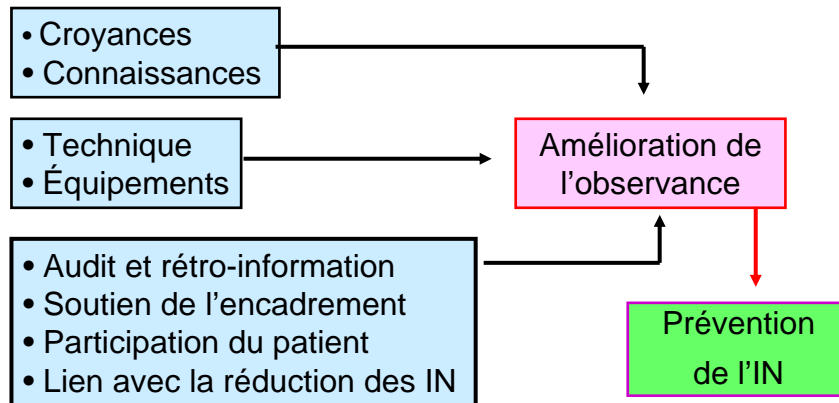 • Croyances
• Connaissances
• Technique
• Équipements
Amélioration de
l’observance
• Audit et rétro-information
• Soutien de l’encadrement
• Participation du patient
• Lien avec la réduction des IN
Prévention
de l’IN